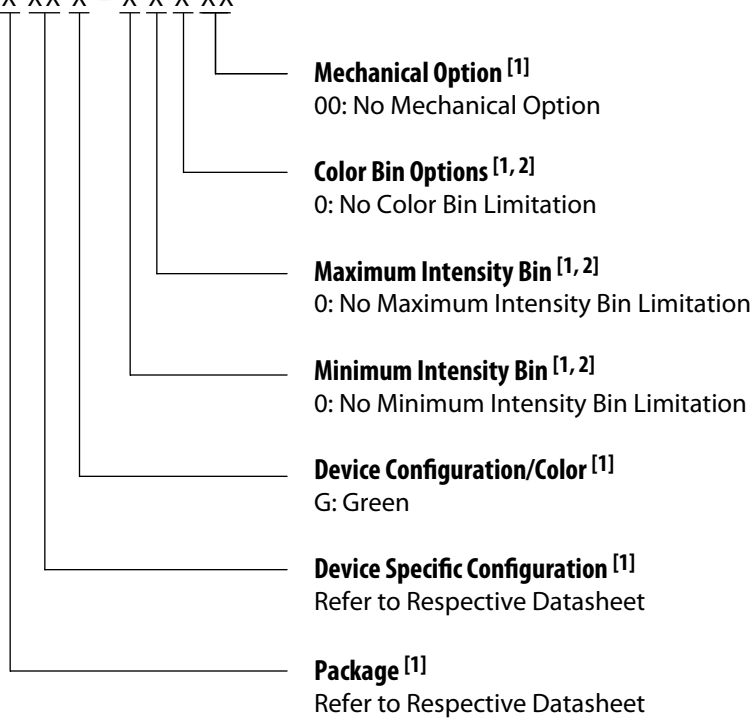 X XX X - X X X XX
Mechanical Option [1]
00: No Mechanical Option
Color Bin Options [1, 2]
0: No Color Bin Limitation
Maximum Intensity Bin [1, 2]
0: No Maximum Intensity Bin Limitation
Minimum Intensity Bin [1, 2]
0: No Minimum Intensity Bin Limitation
Device Configuration/Color [1]
G: Green
Device Specific Configuration [1]
Refer to Respective Datasheet
Package [1]
Refer to Respective Datasheet